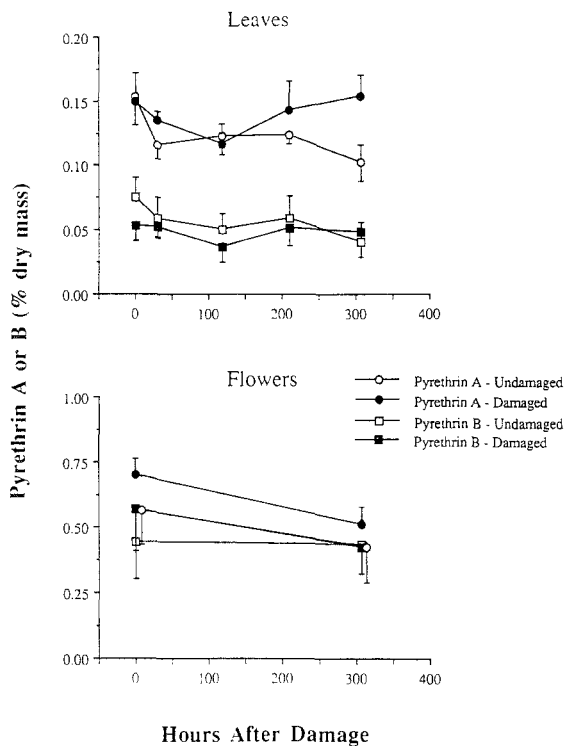 Leaves
0.20
0.15
0.10
0.05
0.00
0 100 200 300 400
Pyrethrin A or B (% dry mass)
Flowers
Pyrethrin A - Undamaged
Pyrethrin A - Damaged
Pyrethrin B - Undamaged
Pyrethrin B - Damaged
1.00
0.75
0.50
0.25
0.00
0 100 200 300 400
Hours After Damage